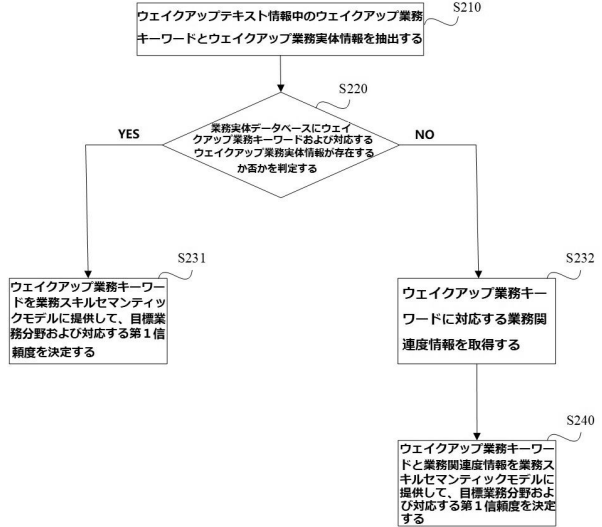 S210
ウェイクアップテキスト情報中のウェイクアップ業務
キーワードとウェイクアップ業務実体情報を抽出する
S220
業務実体データベースにウェイ
クアップ業務キーワードおよび対応する
ウェイクアップ業務実体情報が存在する
か否かを判定する
YES
NO
S231
ウェイクアップ業務キーワー
ドを業務スキルセマンティッ
クモデルに提供して、目標業
務分野および対応する第１信
頼度を決定する
S232
ウェイクアップ業務キー
ワードに対応する業務関
連度情報を取得する
S240
ウェイクアップ業務キーワー
ドと業務関連度情報を業務ス
キルセマンティックモデルに
提供して、目標業務分野およ
び対応する第１信頼度を決定
する